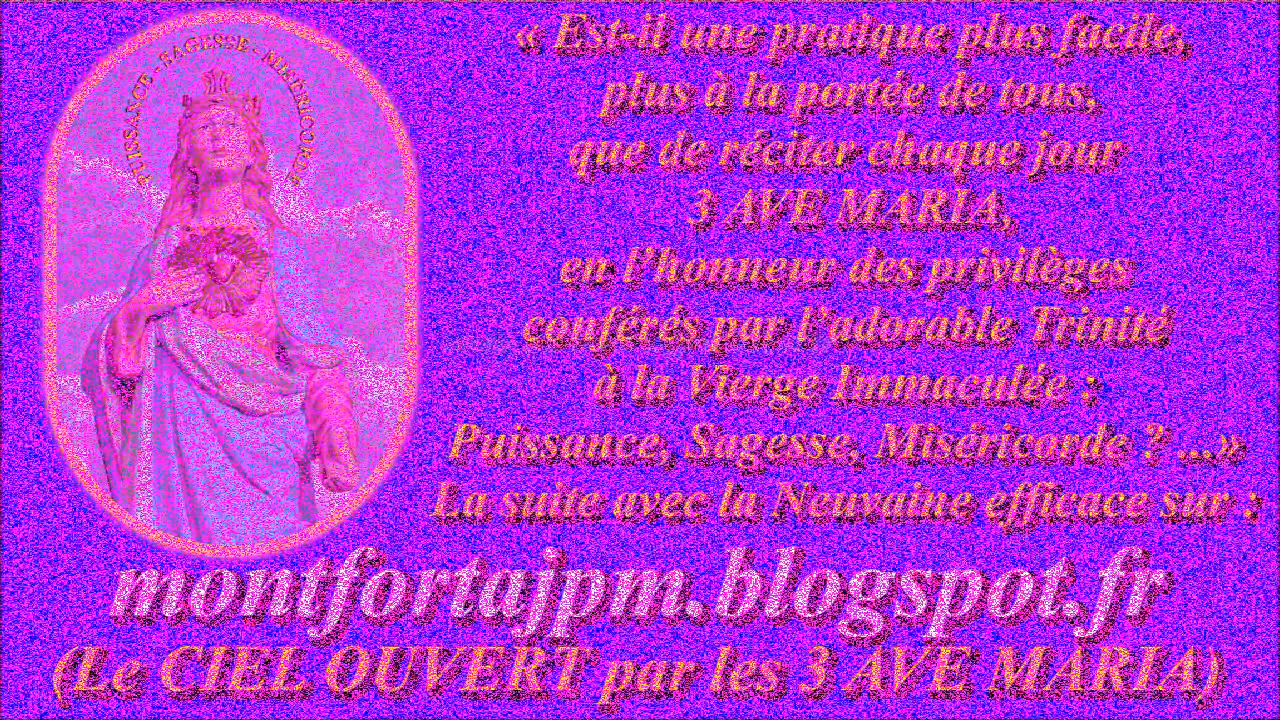 PUISSANCE - SAGESSE - MISERICORDE
« Est-il une pratique plus facile,
plus à la portée de tous,
que de réciter chaque jour
3 AVE MARIA,
en l'honneur des privilèges
conférés par l'adorable Trinité
à la Vierge Immaculée :
Puissance, Sagesse, Miséricorde ? ...»
La suite avec la Neuvaine efficace sur :
montfortajpm.blogspot.fr
(Le CIEL OUVERT par les 3 AVE MARIA)